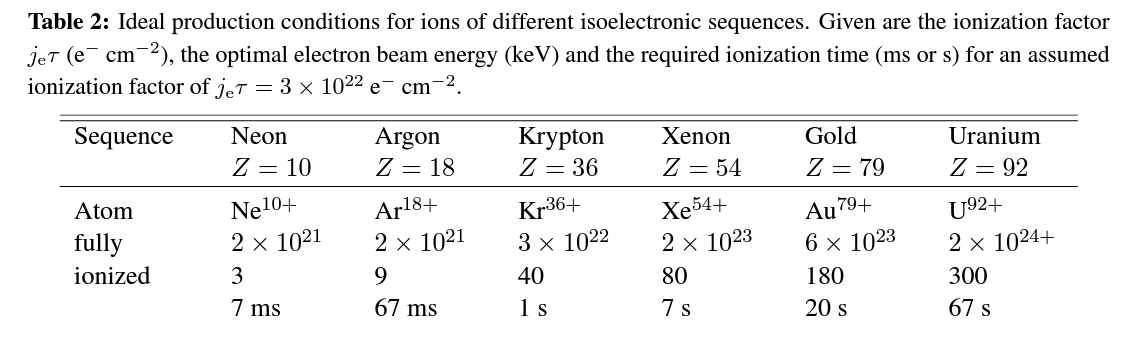 Table 2: Ideal production conditions for ions of different isoelectronic sequences. Given are the ionization factor
jₑτ (e⁻ cm⁻²), the optimal electron beam energy (keV) and the required ionization time (ms or s) for an assumed
ionization factor of jₑτ = 3 × 10²² e⁻ cm⁻².
Sequence Neon Argon Krypton Xenon Gold Uranium
Z = 10 Z = 18 Z = 36 Z = 54 Z = 79 Z = 92
Atom Ne¹⁰⁺ Ar¹⁸⁺ Kr³⁶⁺ Xe⁵⁴⁺ Au⁷⁹⁺ U⁹²⁺
fully 2 × 10²¹ 2 × 10²¹ 3 × 10²² 2 × 10²³ 6 × 10²³ 2 × 10²⁴⁺
ionized 3 9 40 80 180 300
7 ms 67 ms 1 s 7 s 20 s 67 s